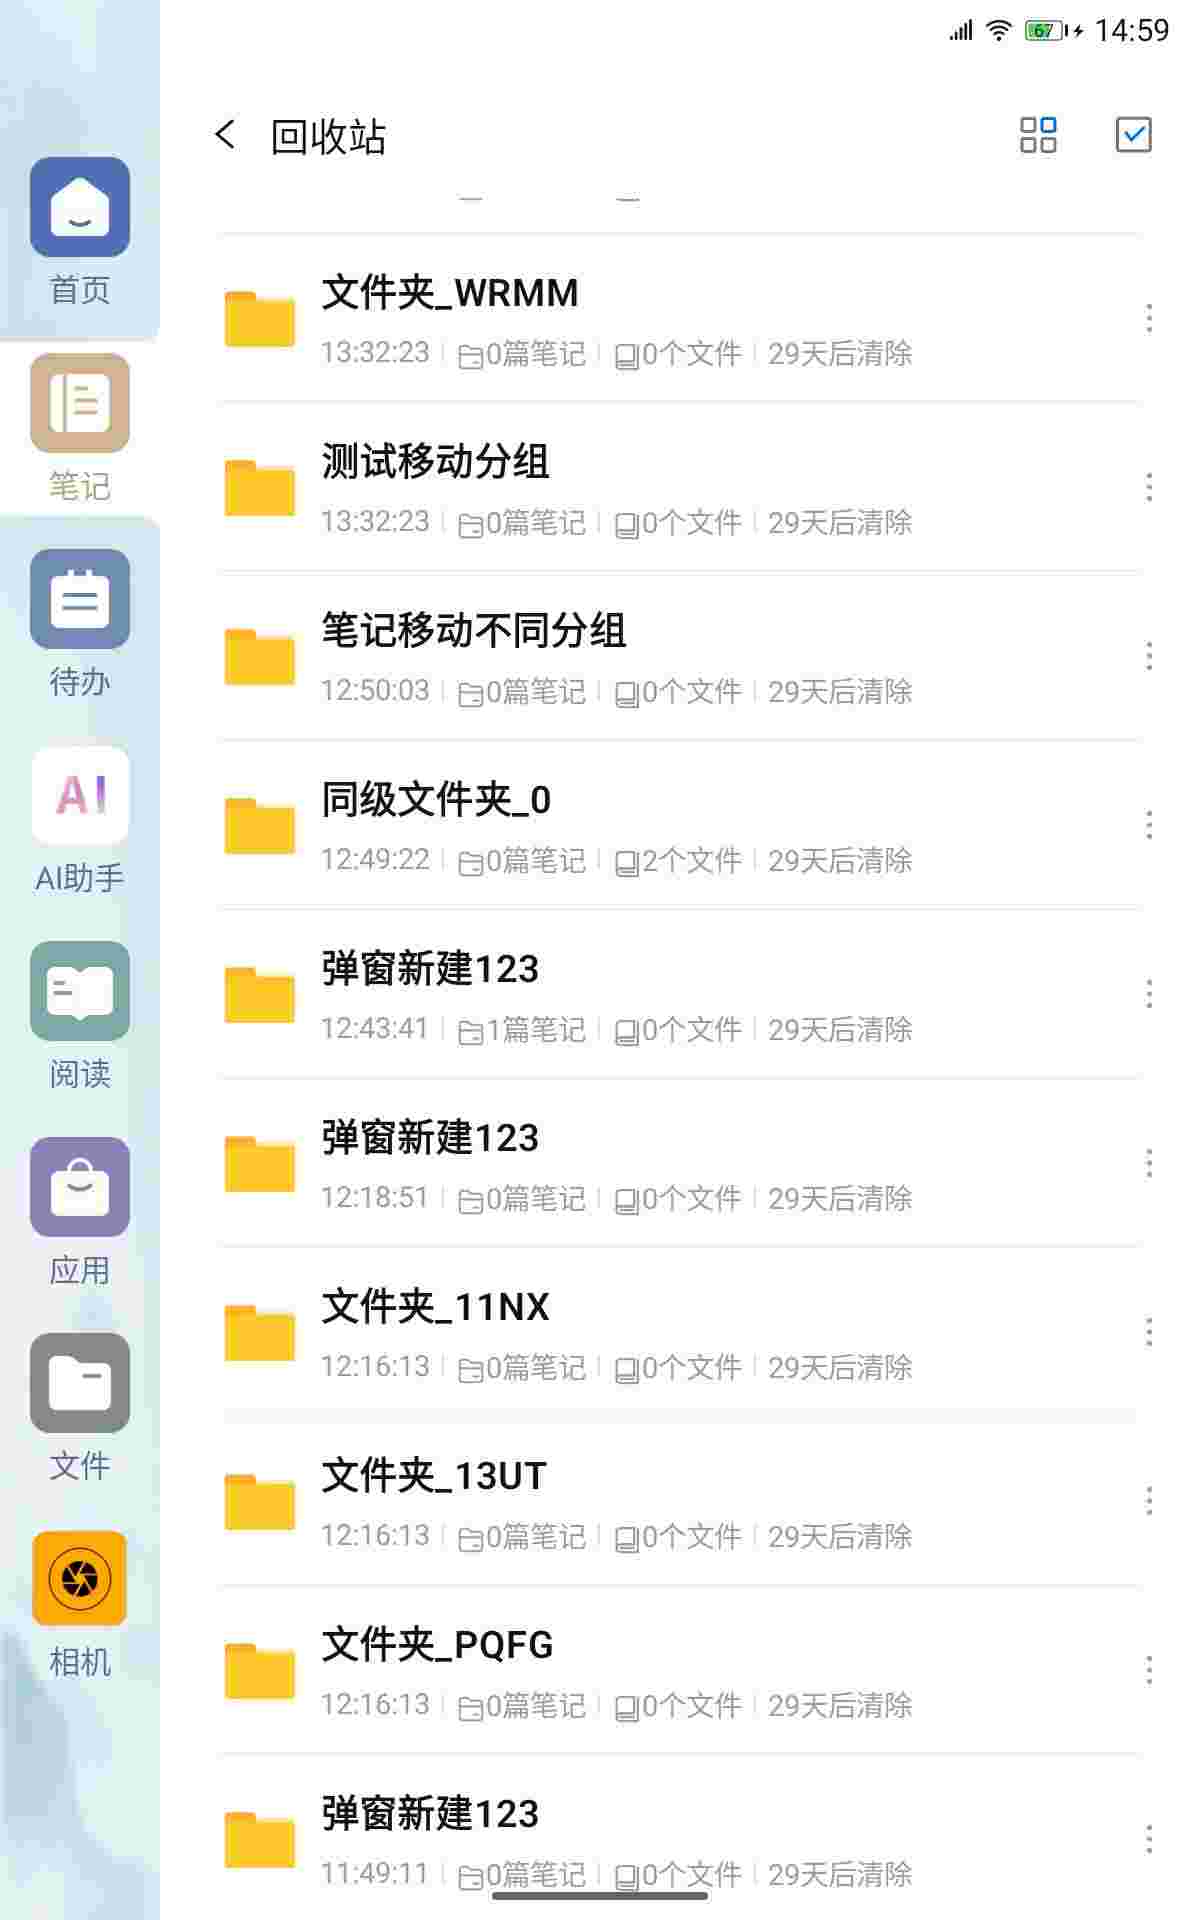 67 14:59
回收站
首页
笔记
待办
AI
AI助手
阅读
应用
文件
相机
文件夹_WRMM
13:32:23 0篇笔记 0个文件 29天后清除
测试移动分组
13:32:23 0篇笔记 0个文件 29天后清除
笔记移动不同分组
12:50:03 0篇笔记 0个文件 29天后清除
同级文件夹_0
12:49:22 0篇笔记 2个文件 29天后清除
弹窗新建123
12:43:41 1篇笔记 0个文件 29天后清除
弹窗新建123
12:18:51 0篇笔记 0个文件 29天后清除
文件夹_11NX
12:16:13 0篇笔记 0个文件 29天后清除
文件夹_13UT
12:16:13 0篇笔记 0个文件 29天后清除
文件夹_PQFG
12:16:13 0篇笔记 0个文件 29天后清除
弹窗新建123
11:49:11 0篇笔记 0个文件 29天后清除